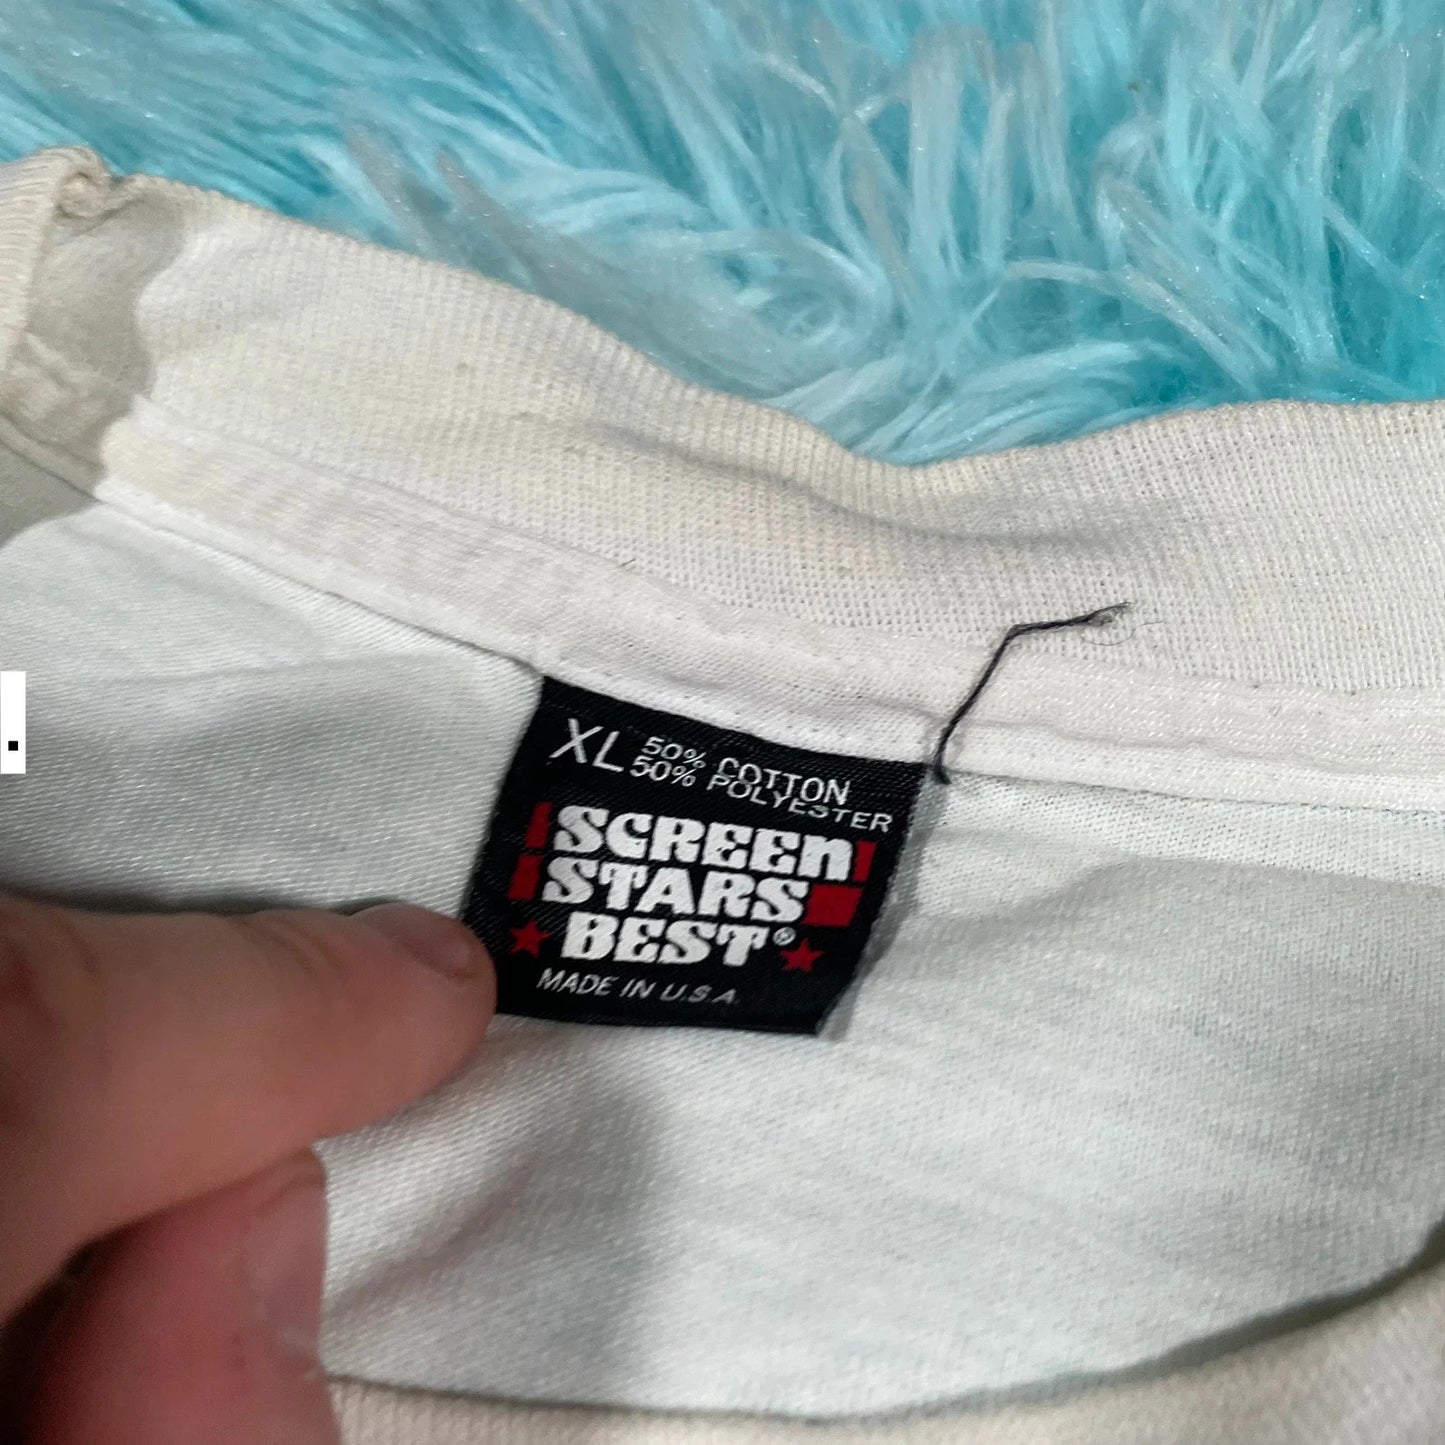 XL 50% COTTON
50% POLYESTER
SCREEN
STARS
BEST®
MADE IN U.S.A.
.